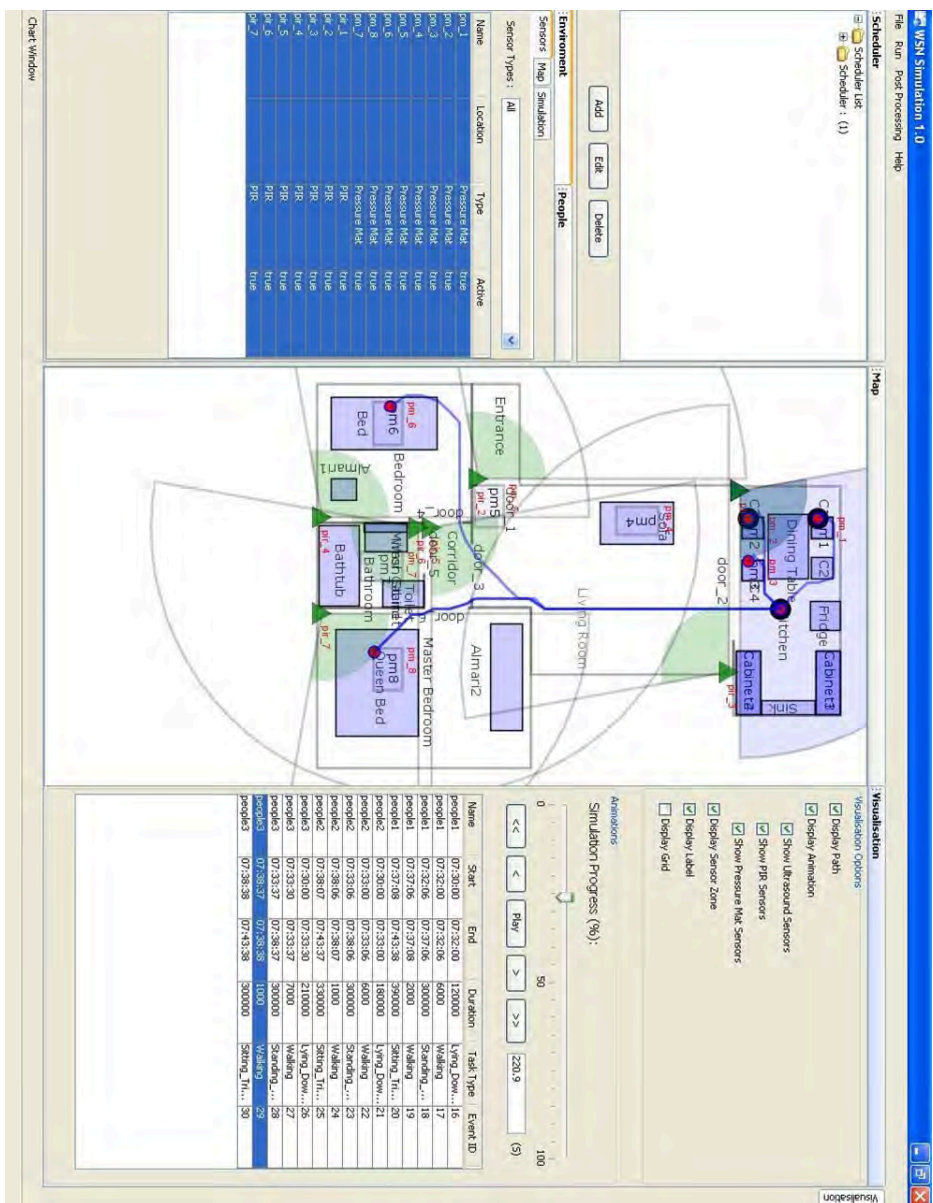 WSN Simulation 1.0
File Run Post Processing Help
Scheduler
Scheduler List
Scheduler : (1)
Add Edit Delete
Enviroment People
Sensors Map Simulation
Sensor Types : All
Name Location Type Active
pm_1 Pressure Mat true
pm_2 Pressure Mat true
pm_3 Pressure Mat true
pm_4 Pressure Mat true
pm_5 Pressure Mat true
pm_6 Pressure Mat true
pm_7 Pressure Mat true
pm_8 Pressure Mat true
pir_1 PIR true
pir_2 PIR true
pir_3 PIR true
pir_4 PIR true
pir_5 PIR true
pir_6 PIR true
pir_7 PIR true
Chart Window
Map
pm_1
C2
Fridge
Cabinet3
Sink
Dining Table
pm_3
Kitchen
Cabinet2
pir_3
door_2
Sofa
pm4
Living Room
Entrance
door_1
pm5
pir_2
door_3
Corridor
Almari2
door_4
door_5
pm_6
pm6
Bed
Bedroom
Almari1
pir_4
pir_6
pm_7
Toilet
Bathroom
Bathtub
pir_7
Master Bedroom
pm_8
pm8
Queen Bed
Visualisation
Visualisation Options
Display Path
Display Animation
Show Ultrasound Sensors
Show PIR Sensors
Show Pressure Mat Sensors
Display Sensor Zone
Display Label
Display Grid
Animations
Simulation Progress (%):
0 50 100
<< < Play > >> 220.9 (S)
Name Start End Duration Task Type Event ID
people1 07:30:00 07:32:00 120000 Lying_Dow... 16
people1 07:32:00 07:32:06 6000 Walking 17
people1 07:32:06 07:37:06 300000 Standing_... 18
people1 07:37:06 07:37:08 2000 Walking 19
people1 07:37:08 07:43:38 390000 Sitting_Tri... 20
people2 07:30:00 07:33:00 180000 Lying_Dow... 21
people2 07:33:00 07:33:06 6000 Walking 22
people2 07:33:06 07:38:06 300000 Standing_... 23
people2 07:38:06 07:38:07 1000 Walking 24
people2 07:38:07 07:43:37 330000 Sitting_Tri... 25
people3 07:30:00 07:33:30 210000 Lying_Dow... 26
people3 07:33:30 07:33:37 7000 Walking 27
people3 07:33:37 07:38:37 300000 Standing_... 28
people3 07:38:37 07:38:38 1000 Walking 29
people3 07:38:38 07:43:38 300000 Sitting_Tri... 30
Visualisation